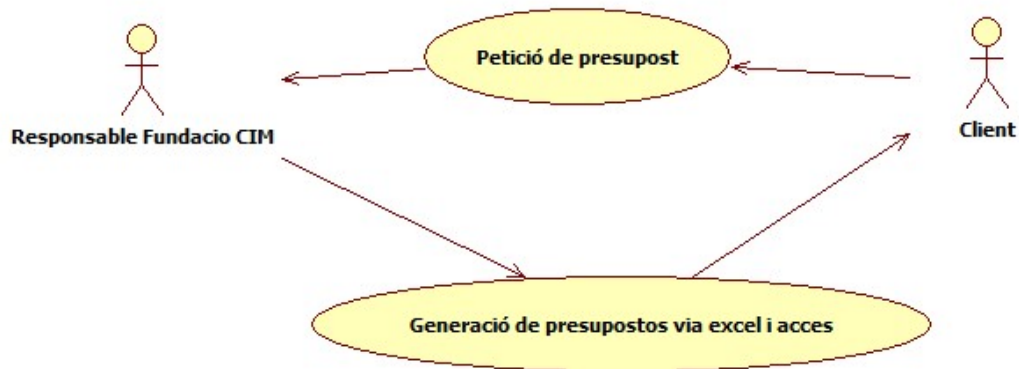 Petició de presupost
Responsable Fundacio CIM
Client
Generació de presupostos via excel i acces